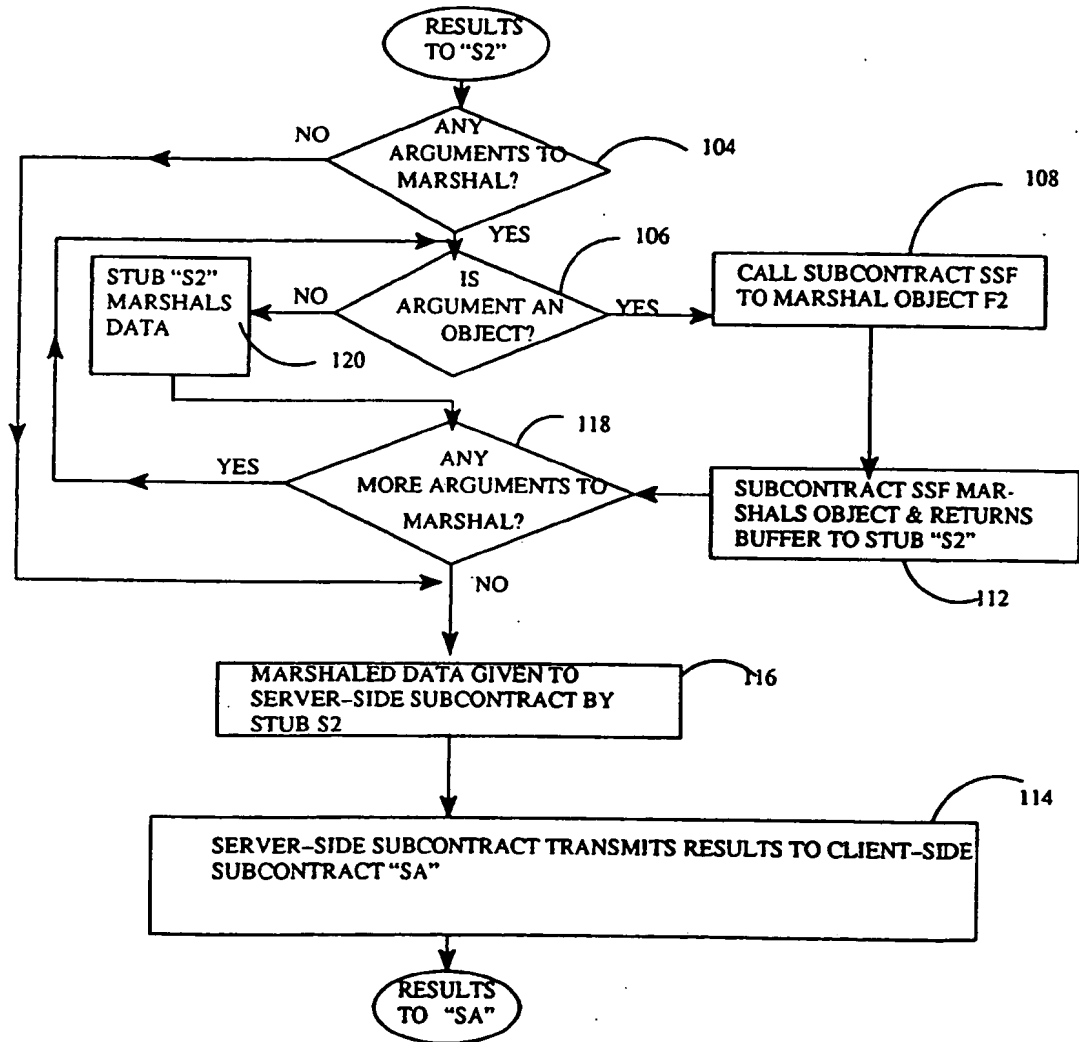 RESULTS
TO "S2"
NO
ANY
ARGUMENTS TO
MARSHAL?
104
YES
106
108
STUB "S2"
MARSHALS
DATA
NO
IS
ARGUMENT AN
OBJECT?
YES
CALL SUBCONTRACT SSF
TO MARSHAL OBJECT F2
120
118
YES
ANY
MORE ARGUMENTS TO
MARSHAL?
SUBCONTRACT SSF MAR-
SHALS OBJECT & RETURNS
BUFFER TO STUB "S2"
NO
112
MARSHALED DATA GIVEN TO
SERVER-SIDE SUBCONTRACT BY
STUB S2
116
114
SERVER-SIDE SUBCONTRACT TRANSMITS RESULTS TO CLIENT-SIDE
SUBCONTRACT "SA"
RESULTS
TO "SA"